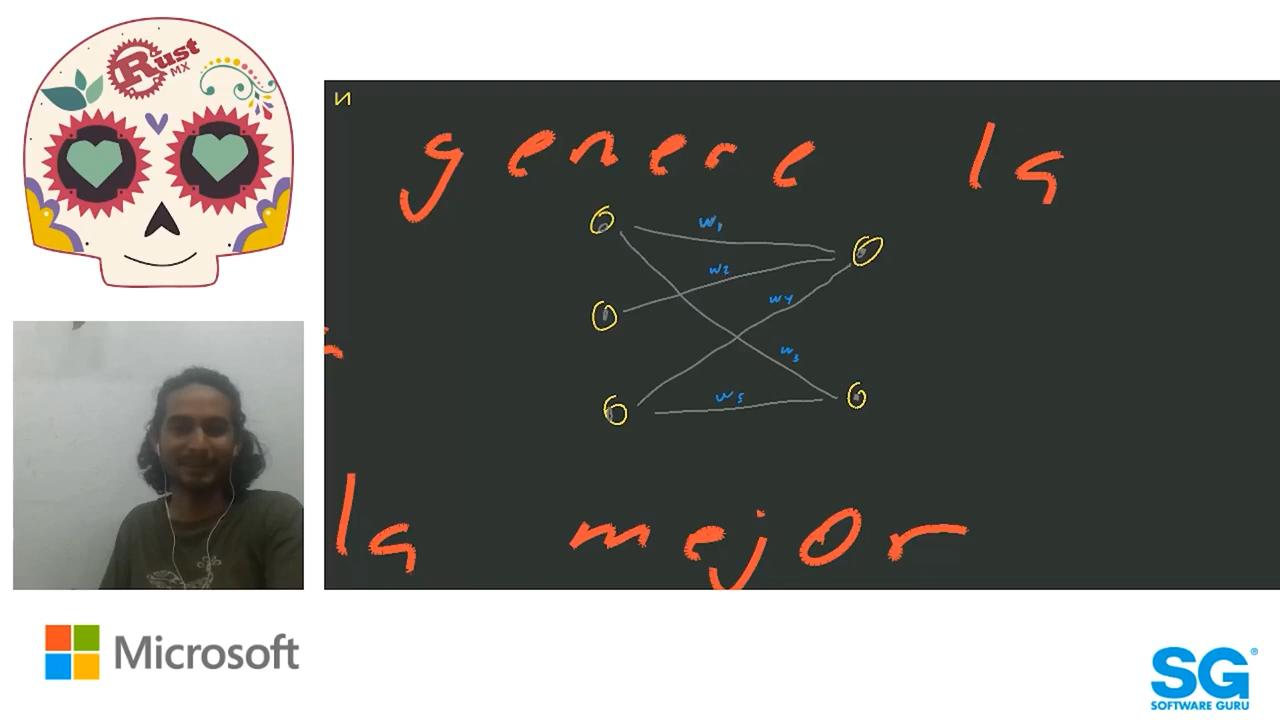 Rust
MX
genere la
w1
w2
w4
w3
w5
la mejor
Microsoft
SG
SOFTWARE GURU